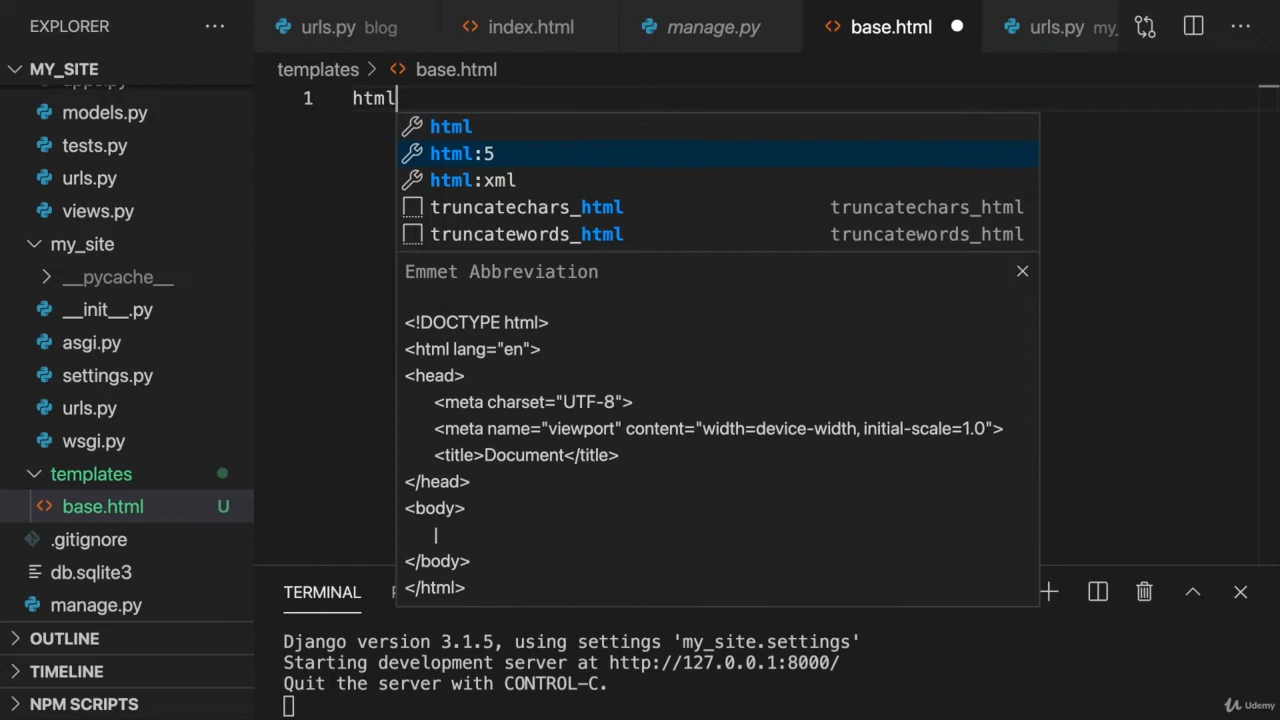 EXPLORER
MY_SITE
apps.py
models.py
tests.py
urls.py
views.py
my_site
__pycache__
__init__.py
asgi.py
settings.py
urls.py
wsgi.py
templates
base.html U
.gitignore
db.sqlite3
manage.py
OUTLINE
TIMELINE
NPM SCRIPTS
urls.py blog
index.html
manage.py
base.html
urls.py my_
templates > base.html
1 html
html
html:5
html:xml
truncatechars_html truncatechars_html
truncatewords_html truncatewords_html
Emmet Abbreviation
<!DOCTYPE html>
<html lang="en">
<head>
<meta charset="UTF-8">
<meta name="viewport" content="width=device-width, initial-scale=1.0">
<title>Document</title>
</head>
<body>
|
</body>
</html>
TERMINAL
Django version 3.1.5, using settings 'my_site.settings'
Starting development server at http://127.0.0.1:8000/
Quit the server with CONTROL-C.
Udemy